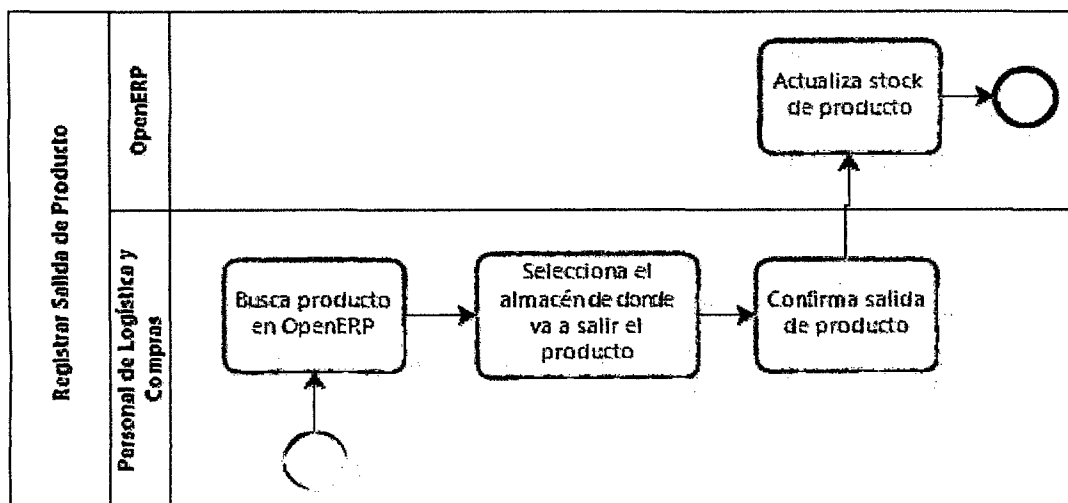 Registrar Salida de Producto
OpenERP
Actualiza stock
de producto
Personal de Logística y
Compras
Busca producto
en OpenERP
Selecciona el
almacén de donde
va a salir el
producto
Confirma salida
de producto